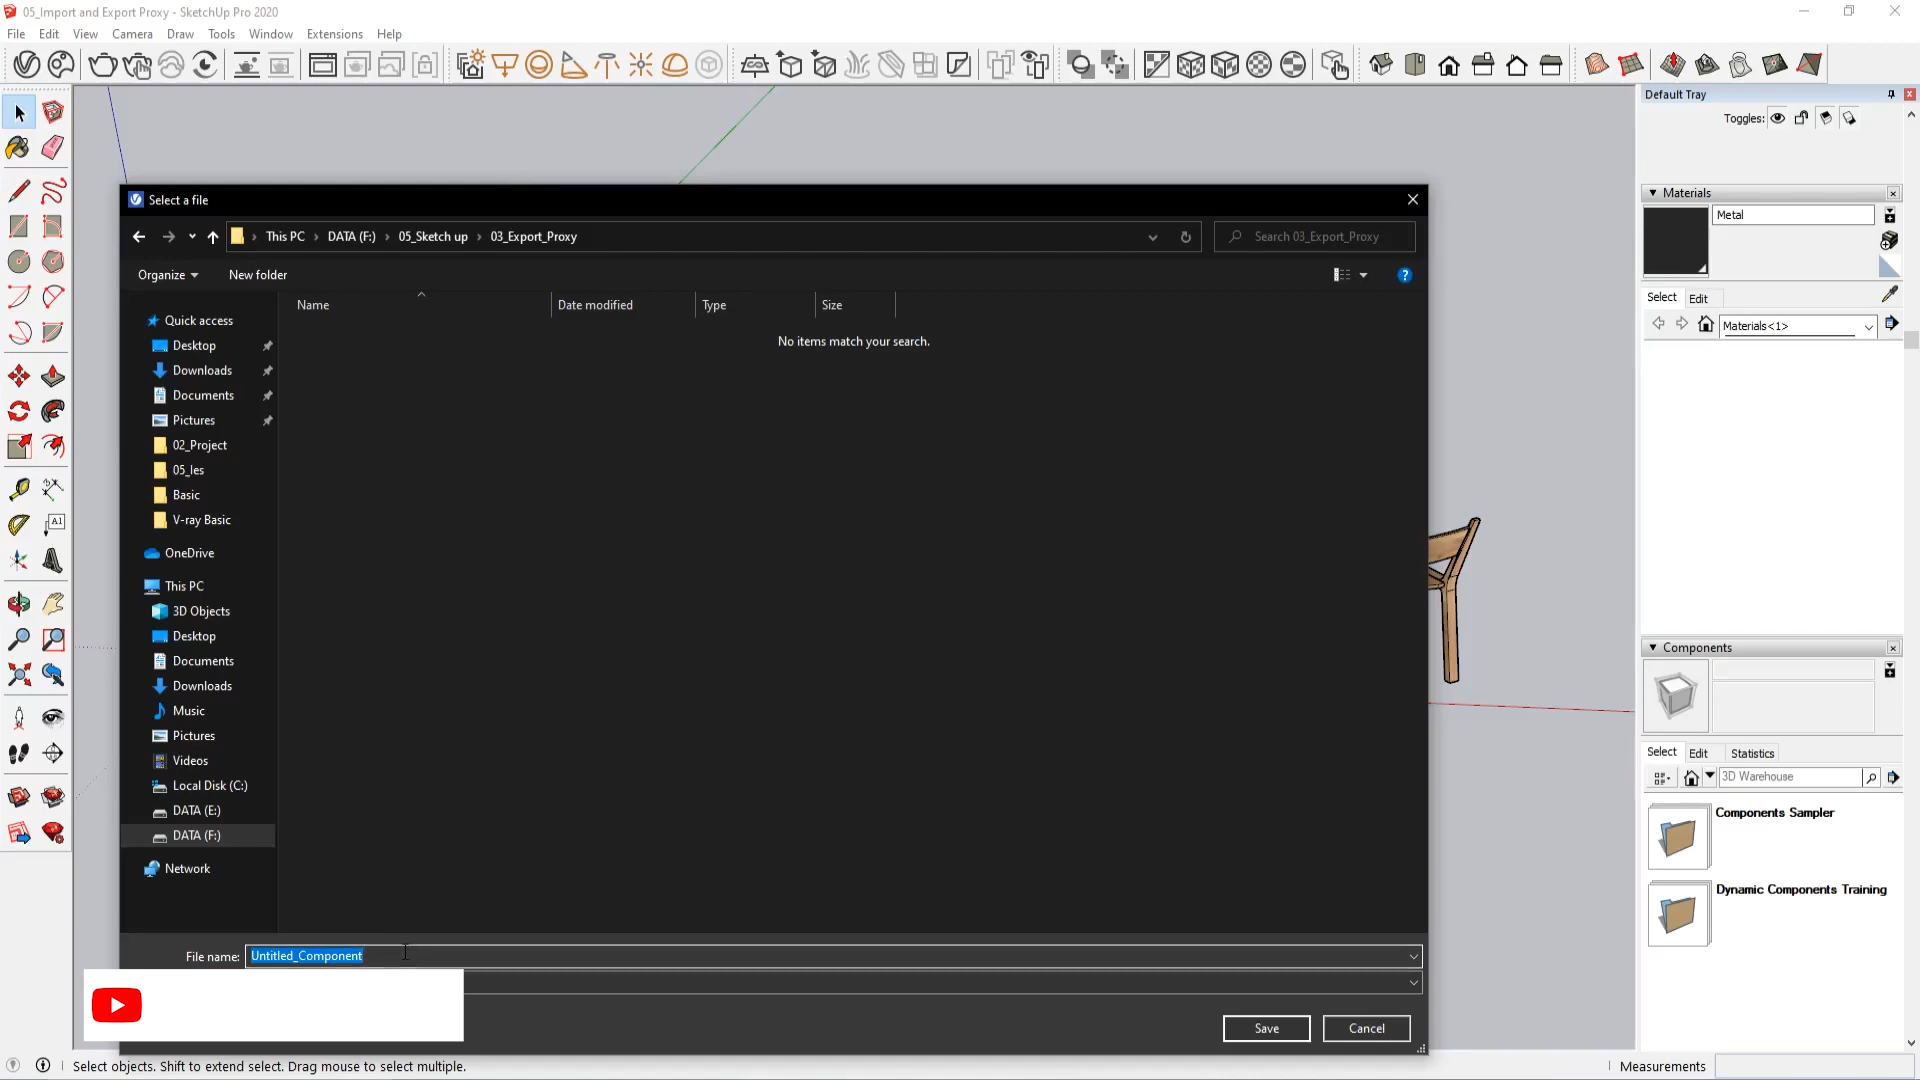 05_Import and Export Proxy - SketchUp Pro 2020
File Edit View Camera Draw Tools Window Extensions Help
Default Tray
Toggles:
Materials
Metal
Select Edit
Materials<1>
Components
Select Edit Statistics
3D Warehouse
Components Sampler
Dynamic Components Training
Select a file
This PC › DATA (F:) › 05_Sketch up › 03_Export_Proxy
Search 03_Export_Proxy
Organize New folder
Name Date modified Type Size
No items match your search.
Quick access
Desktop
Downloads
Documents
Pictures
02_Project
05_les
Basic
V-ray Basic
OneDrive
This PC
3D Objects
Desktop
Documents
Downloads
Music
Pictures
Videos
Local Disk (C:)
DATA (E:)
DATA (F:)
Network
File name: Untitled_Component
Save Cancel
A1
Select objects. Shift to extend select. Drag mouse to select multiple.
Measurements